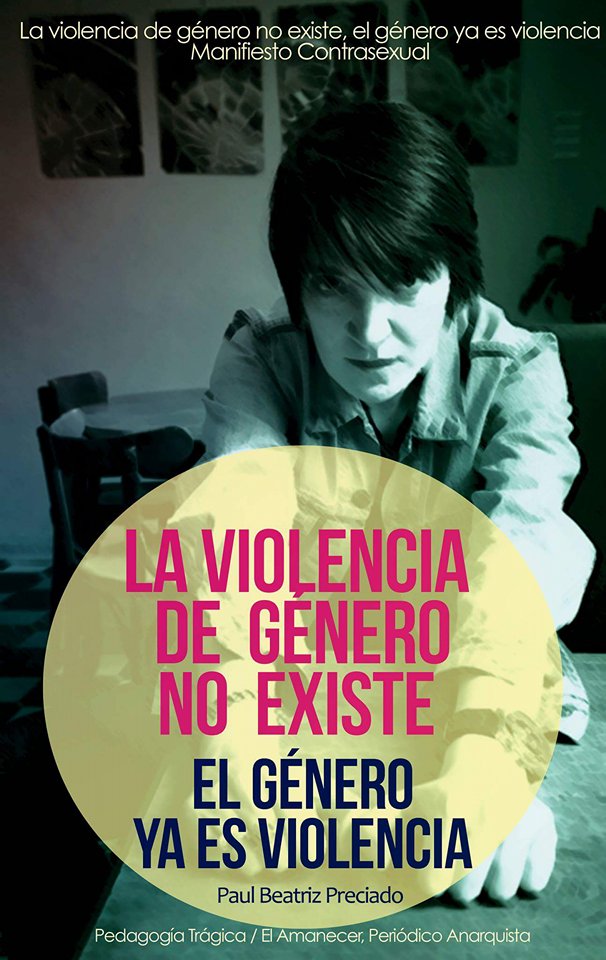 La violencia de género no existe, el género ya es violencia
Manifiesto Contrasexual
LA VIOLENCIA
DE GÉNERO
NO EXISTE
EL GÉNERO
YA ES VIOLENCIA
Paul Beatriz Preciado
Pedagogía Trágica / El Amanecer, Periódico Anarquista